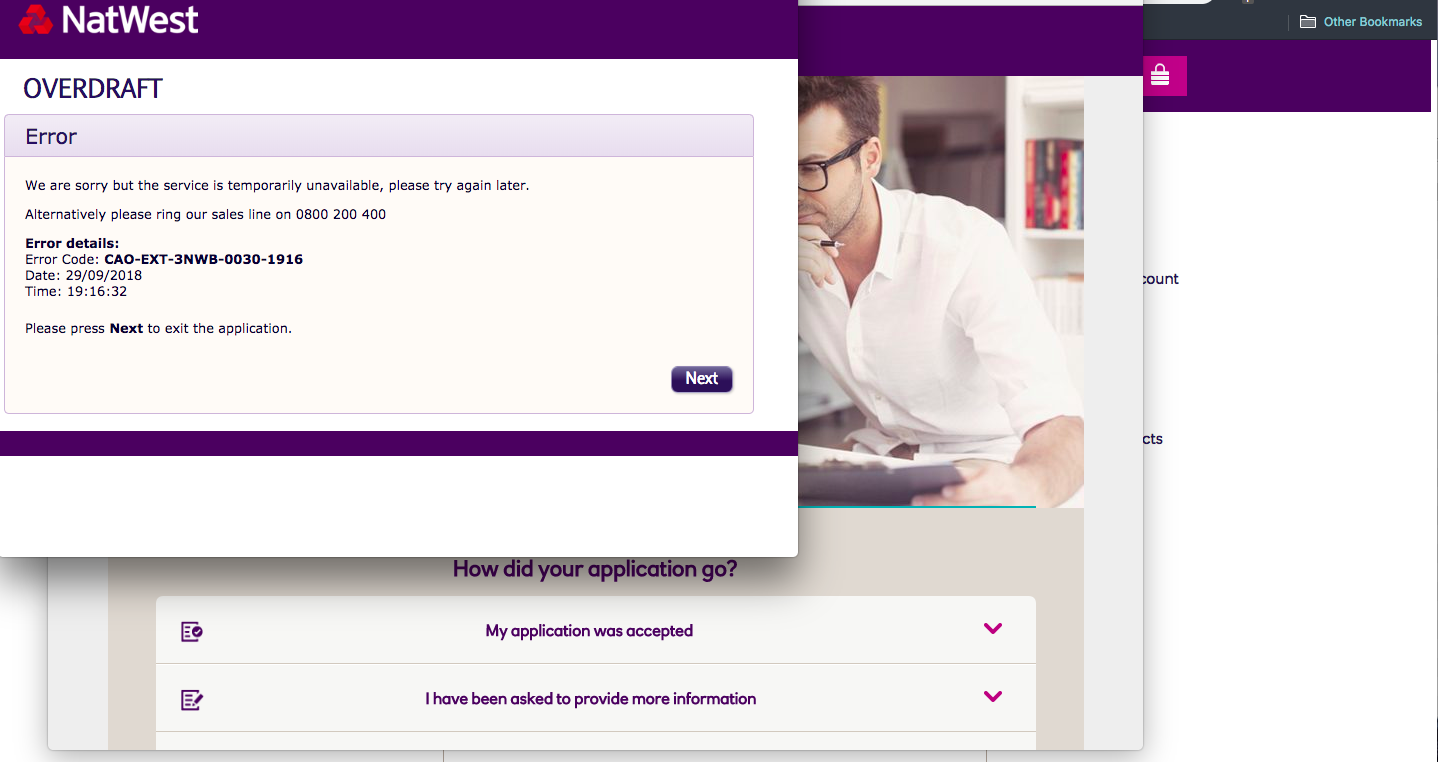 NatWest
OVERDRAFT
Error
We are sorry but the service is temporarily unavailable, please try again later.
Alternatively please ring our sales line on 0800 200 400
Error details:
Error Code: CAO-EXT-3NWB-0030-1916
Date: 29/09/2018
Time: 19:16:32
Please press Next to exit the application.
Next
Other Bookmarks
count
cts
How did your application go?
My application was accepted
I have been asked to provide more information